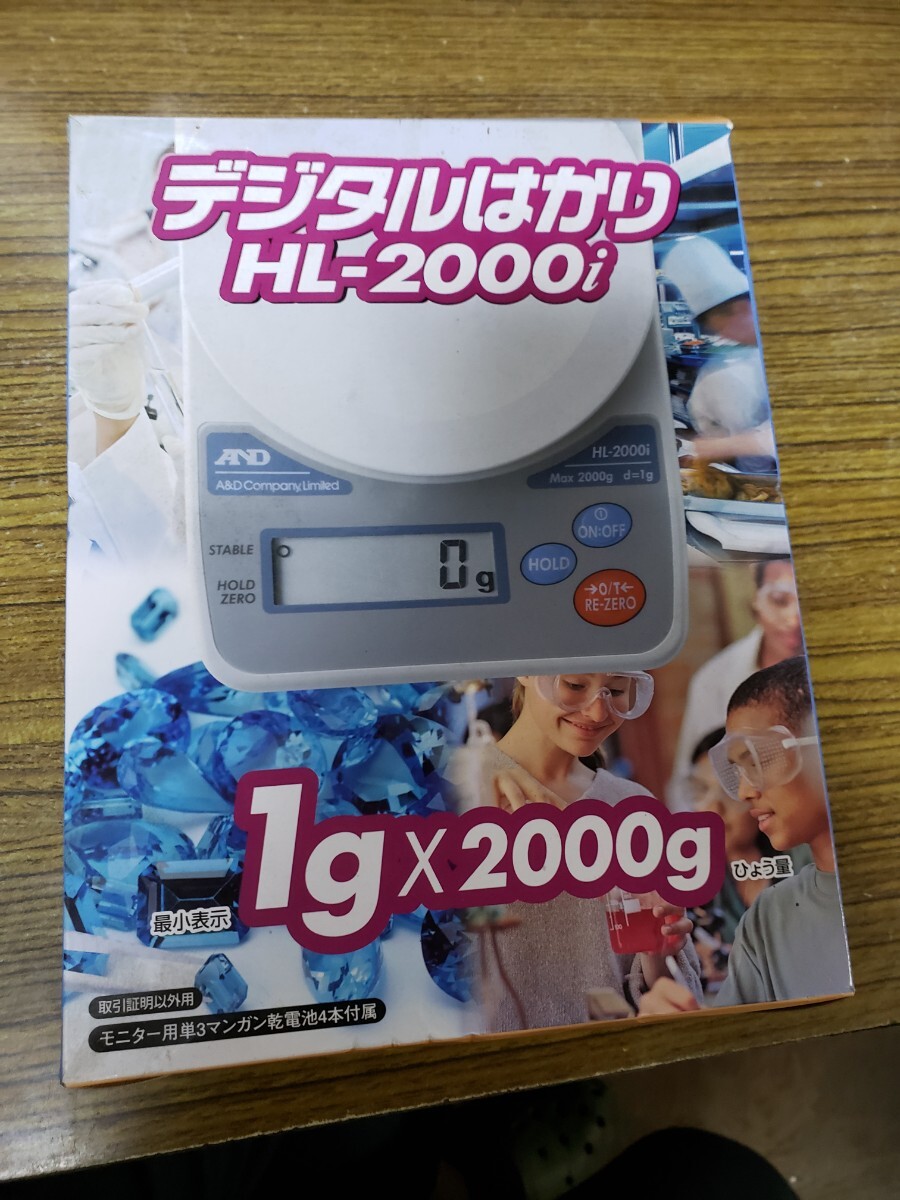 デジタルはかり
HL-2000i
AND
A&D Company, Limited
HL-2000i
Max 2000g d=1g
STABLE
HOLD
ZERO
0g
ON:OFF
HOLD
→0/T←
RE-ZERO
最小表示 1g X 2000g ひょう量
取引証明以外用
モニター用単3マンガン乾電池4本付属